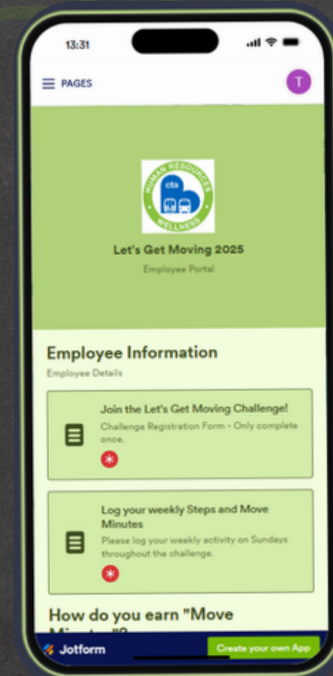 13:31
PAGES
T
HUMAN RESOURCES
cta
WELLNESS
Let's Get Moving 2025
Employee Portal
Employee Information
Employee Details
Join the Let's Get Moving Challenge!
Challenge Registration Form - Only complete
once.
Log your weekly Steps and Move
Minutes
Please log your weekly activity on Sundays
throughout the challenge.
How do you earn "Move
Jotform
Create your own App